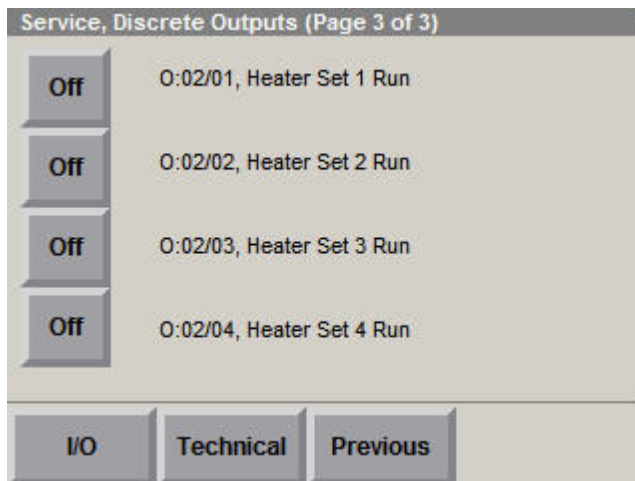 Service, Discrete Outputs (Page 3 of 3)
Off O:02/01, Heater Set 1 Run
Off O:02/02, Heater Set 2 Run
Off O:02/03, Heater Set 3 Run
Off O:02/04, Heater Set 4 Run
I/O Technical Previous